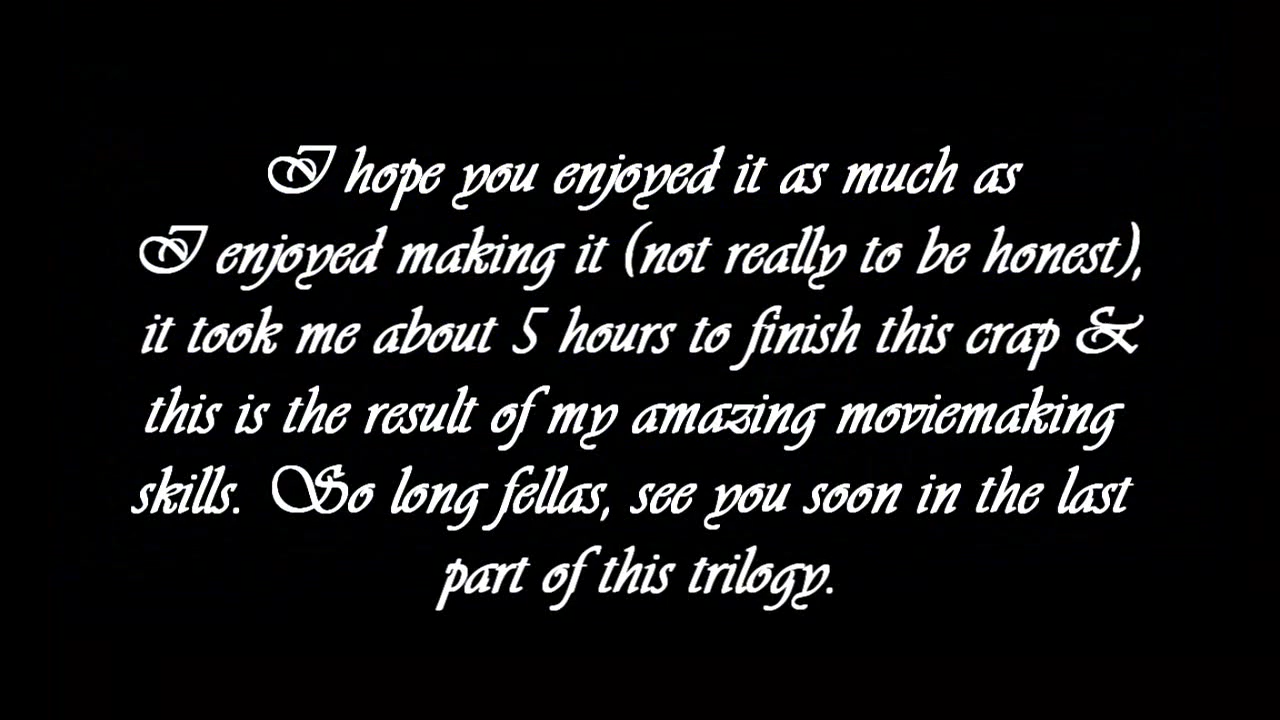 I hope you enjoyed it as much as
I enjoyed making it (not really to be honest),
it took me about 5 hours to finish this crap &
this is the result of my amazing moviemaking
skills. So long fellas, see you soon in the last
part of this trilogy.